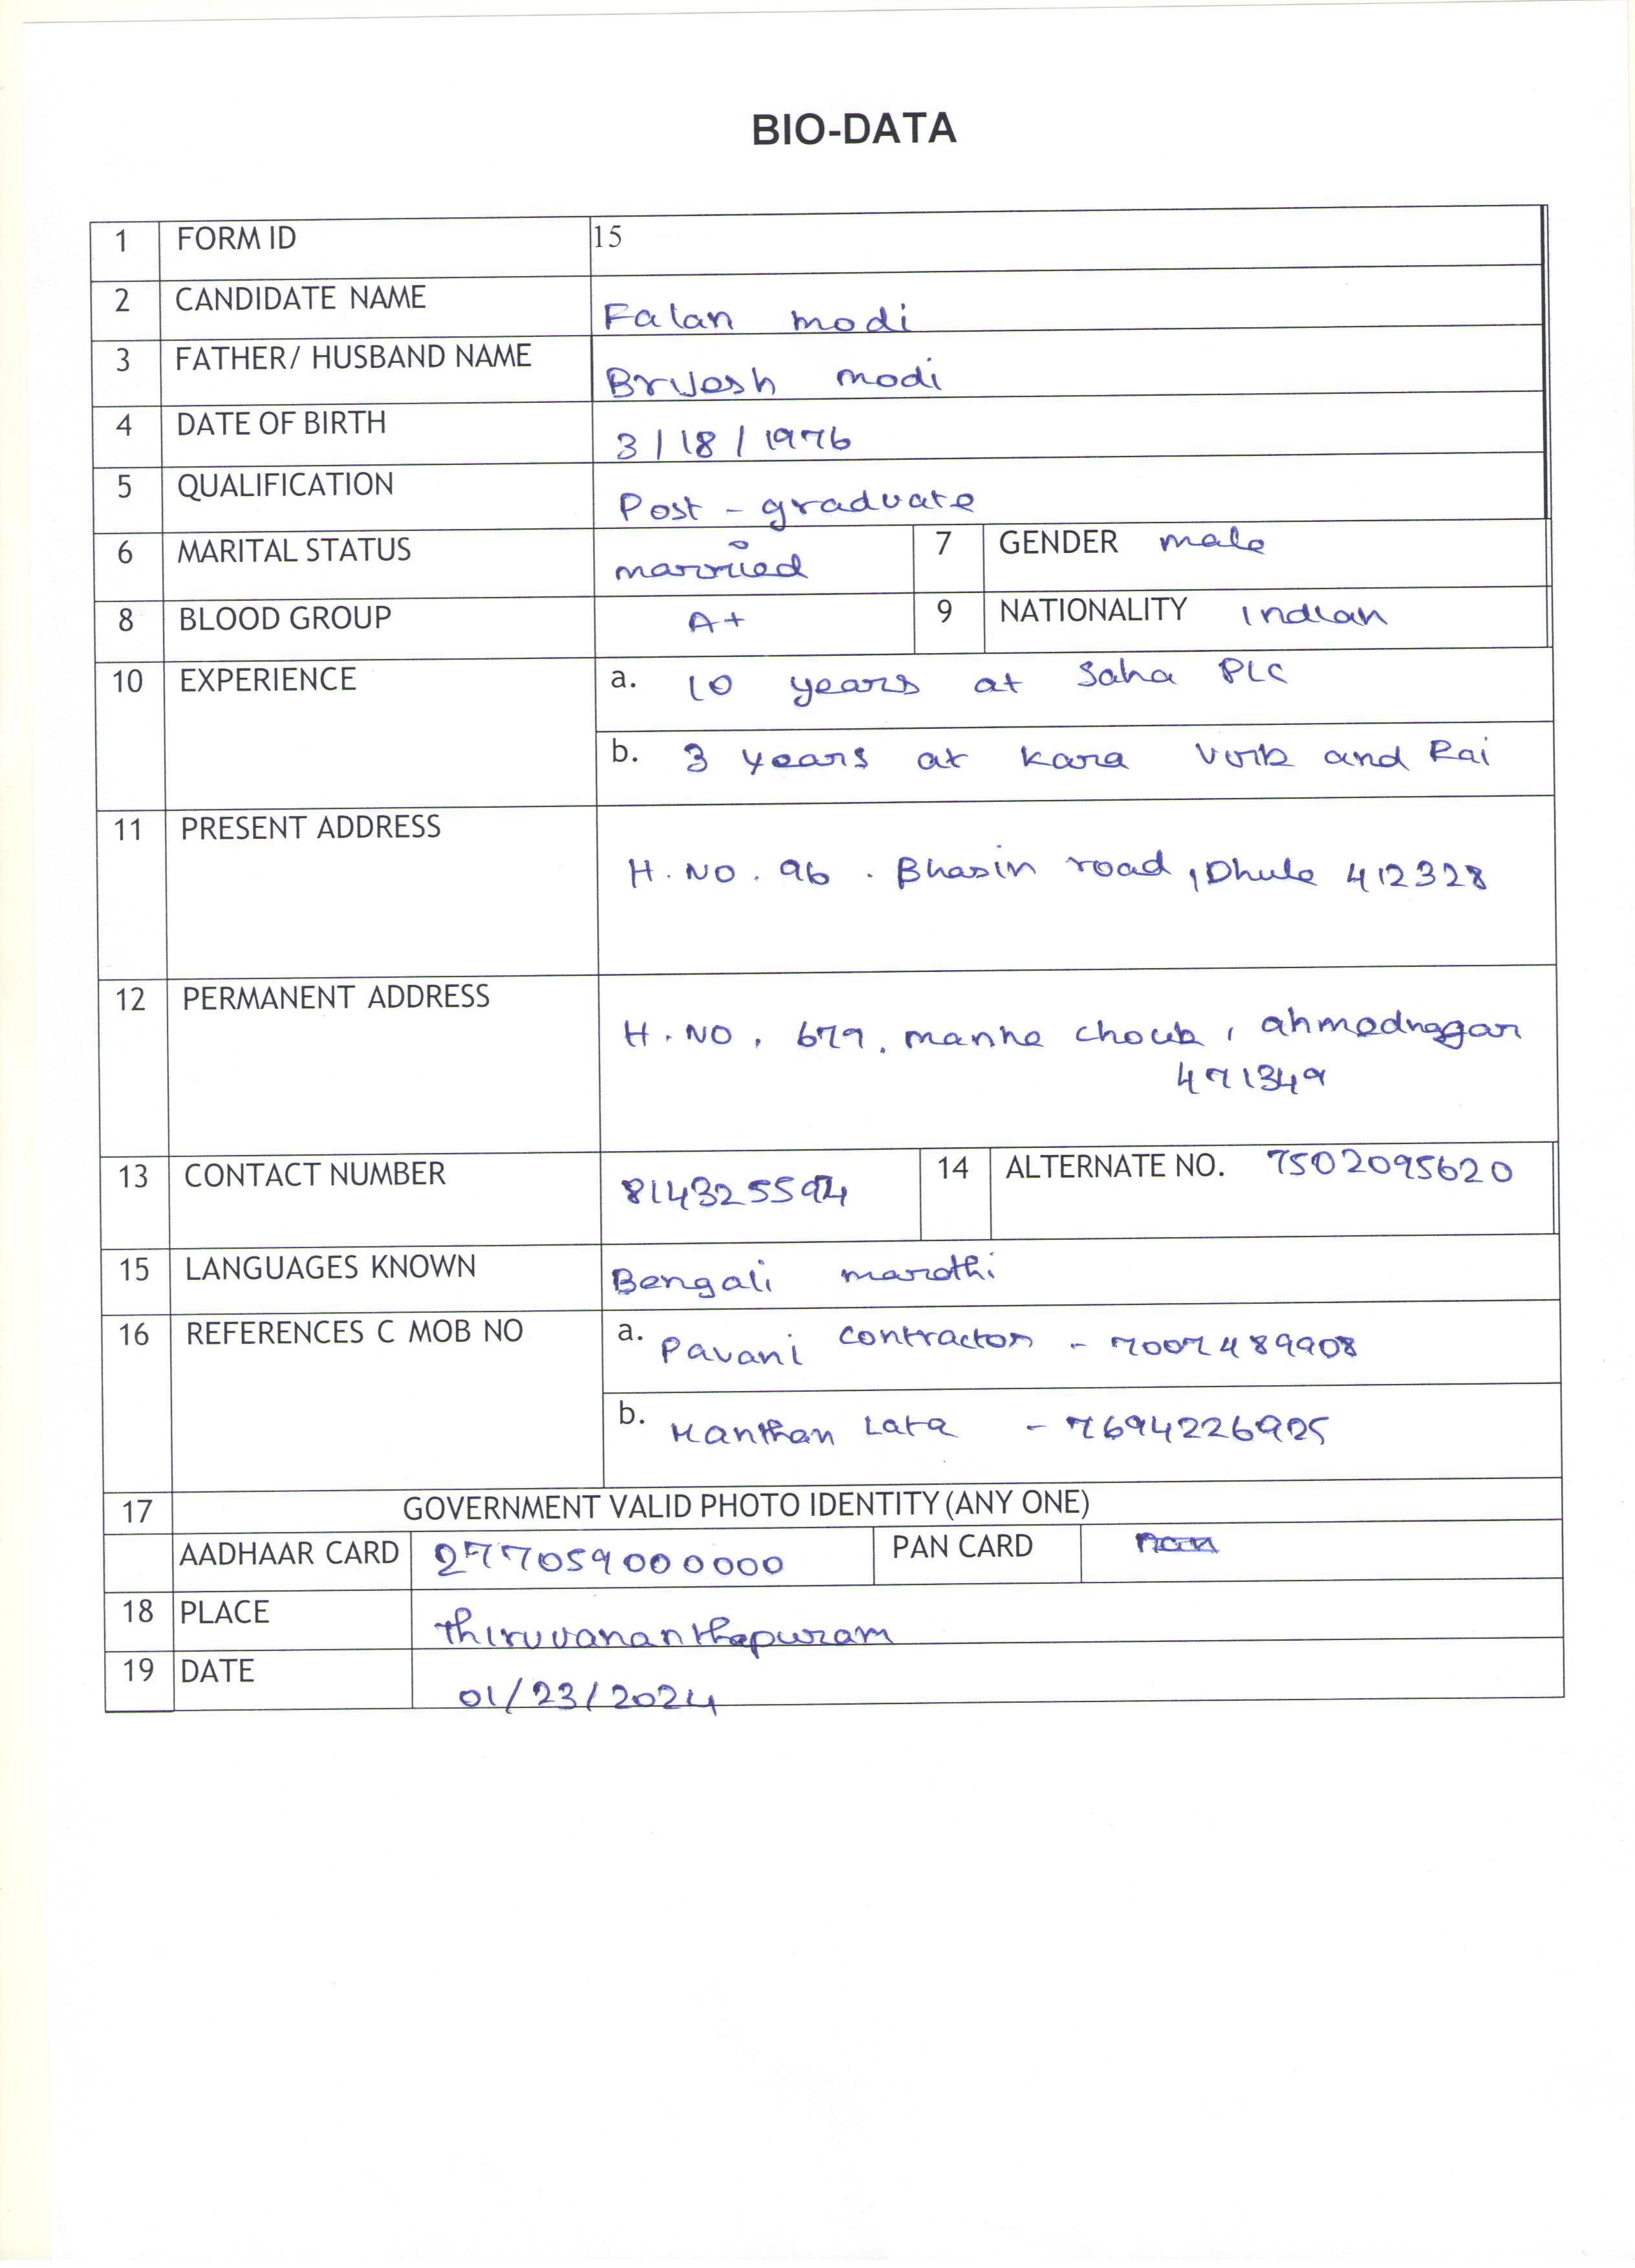 BIO-DATA
1 FORM ID 15
2 CANDIDATE NAME Falan modi
3 FATHER/ HUSBAND NAME Brijesh modi
4 DATE OF BIRTH 3/18/1976
5 QUALIFICATION Post - graduate
6 MARITAL STATUS married 7 GENDER male
8 BLOOD GROUP A+ 9 NATIONALITY Indian
10 EXPERIENCE a. 10 years at Saha PLC
b. 3 years at kara Virk and Rai
11 PRESENT ADDRESS
H. NO. 96. Bhasin road, Dhule 412328
12 PERMANENT ADDRESS
H. NO. 679, manne chowk, ahmednagar
471349
13 CONTACT NUMBER 8143255974 14 ALTERNATE NO. 7502095620
15 LANGUAGES KNOWN Bengali marathi
16 REFERENCES C MOB NO a. Pavani contractor - 7007489908
b. Manthan Lata - 7694226925
17 GOVERNMENT VALID PHOTO IDENTITY (ANY ONE)
AADHAAR CARD 277059000000 PAN CARD
18 PLACE Thiruvananthapuram
19 DATE 01/23/2024